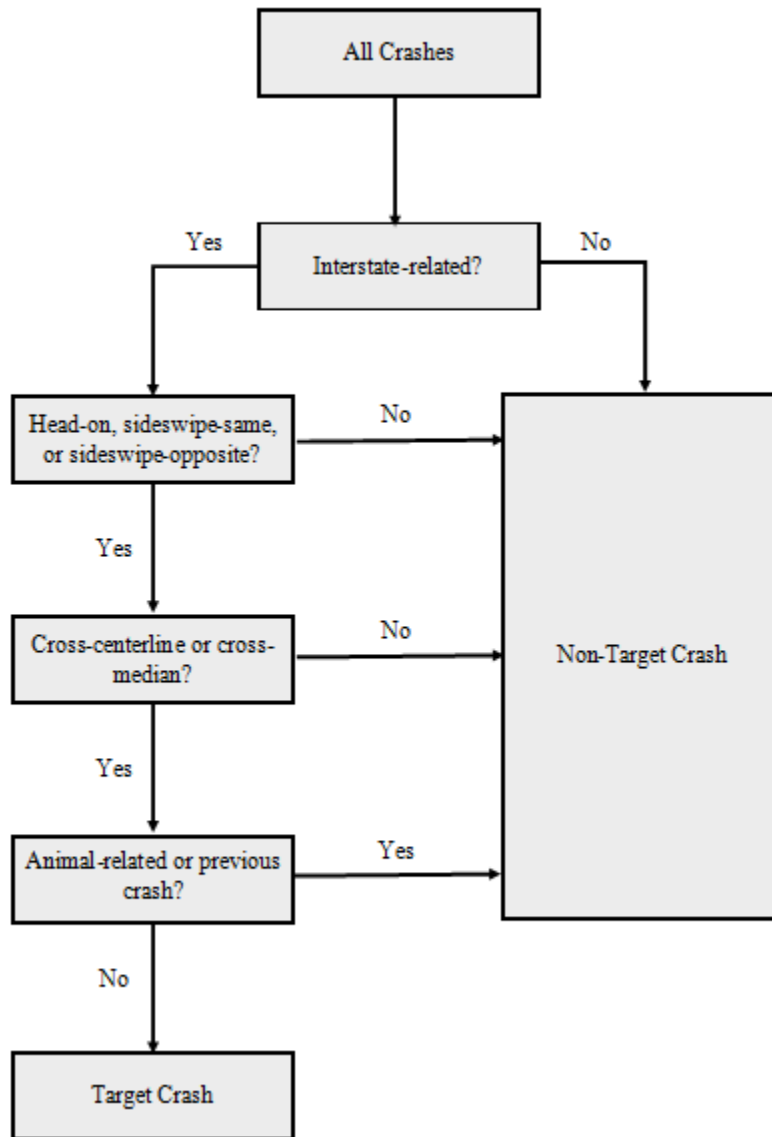 All Crashes
Yes
No
Interstate-related?
Head-on, sideswipe-same,
or sideswipe-opposite?
No
Yes
Cross-centerline or cross-
median?
No
Non-Target Crash
Yes
Animal-related or previous
crash?
Yes
No
Target Crash